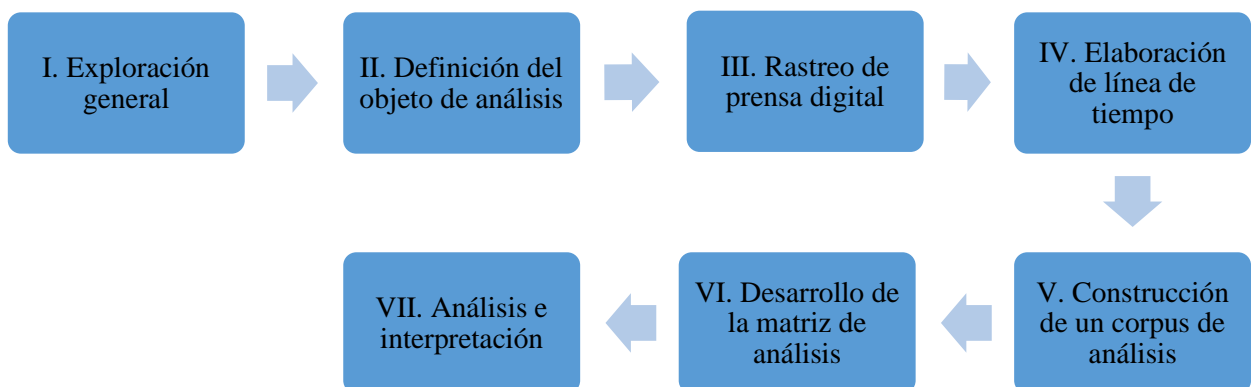 I. Exploración
general
II. Definición del
objeto de análisis
III. Rastreo de
prensa digital
IV. Elaboración
de línea de
tiempo
V. Construcción
de un corpus de
análisis
VI. Desarrollo de
la matriz de
análisis
VII. Análisis e
interpretación